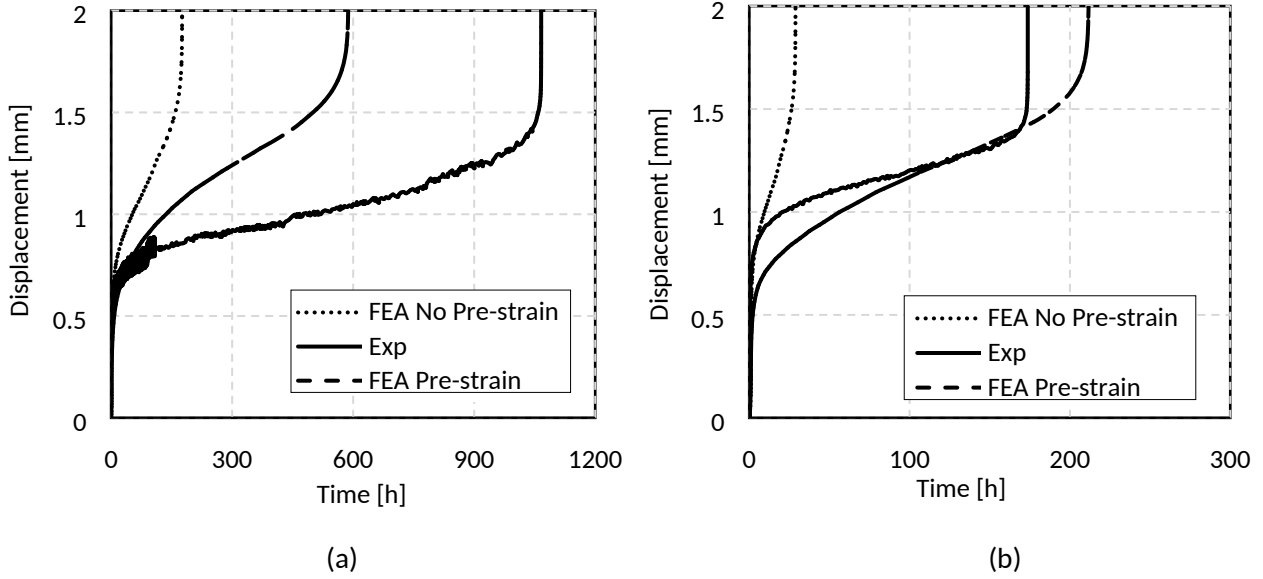 2
1.5
1
0.5
0
Displacement [mm]
0 300 600 900 1200
Time [h]
FEA No Pre-strain
Exp
FEA Pre-strain
(a)
2
1.5
1
0.5
0
Displacement [mm]
0 100 200 300
Time [h]
FEA No Pre-strain
Exp
FEA Pre-strain
(b)